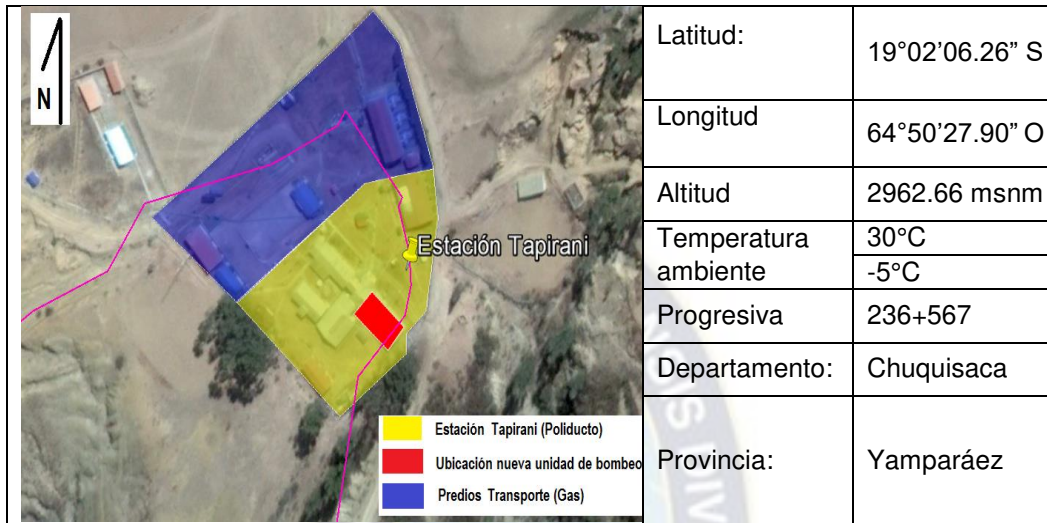 N
Estación Tapirani
Estación Tapirani (Poliducto)
Ubicación nueva unidad de bombeo
Predios Transporte (Gas)
Latitud: 19°02’06.26” S
Longitud 64°50’27.90” O
Altitud 2962.66 msnm
Temperatura ambiente 30°C
-5°C
Progresiva 236+567
Departamento: Chuquisaca
Provincia: Yamparáez